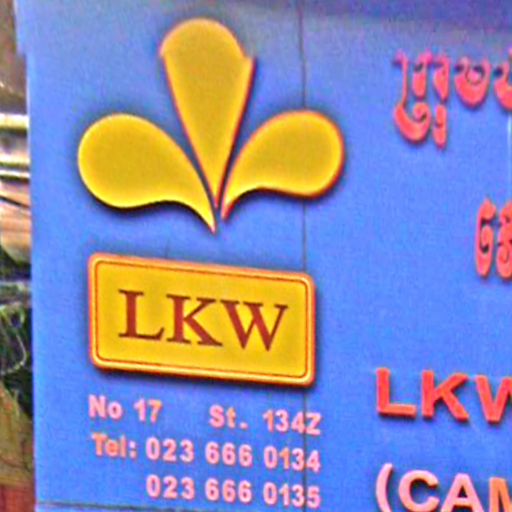 LKW
No 17 St. 134Z
Tel: 023 666 0134
023 666 0135
LKW
(CAM